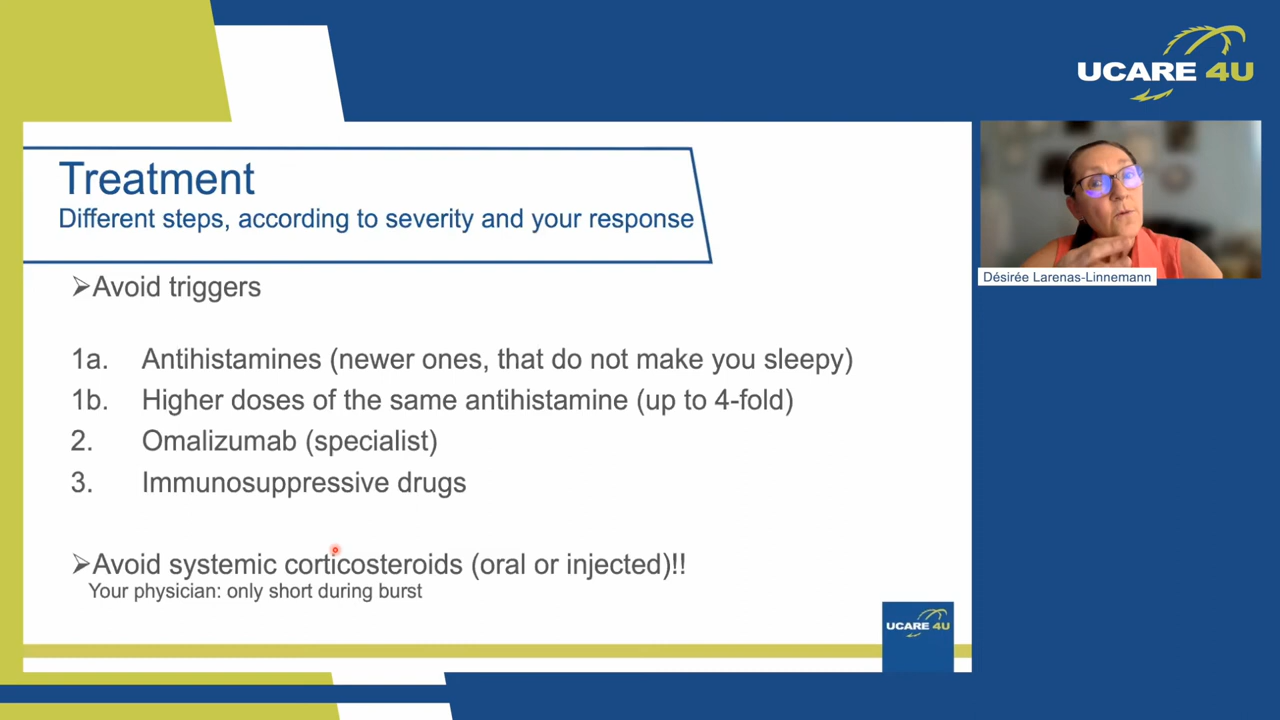 UCARE 4U
Treatment
Different steps, according to severity and your response
➢Avoid triggers
1a. Antihistamines (newer ones, that do not make you sleepy)
1b. Higher doses of the same antihistamine (up to 4-fold)
2. Omalizumab (specialist)
3. Immunosuppressive drugs
➢Avoid systemic corticosteroids (oral or injected)!!
Your physician: only short during burst
Désirée Larenas-Linnemann
UCARE 4U